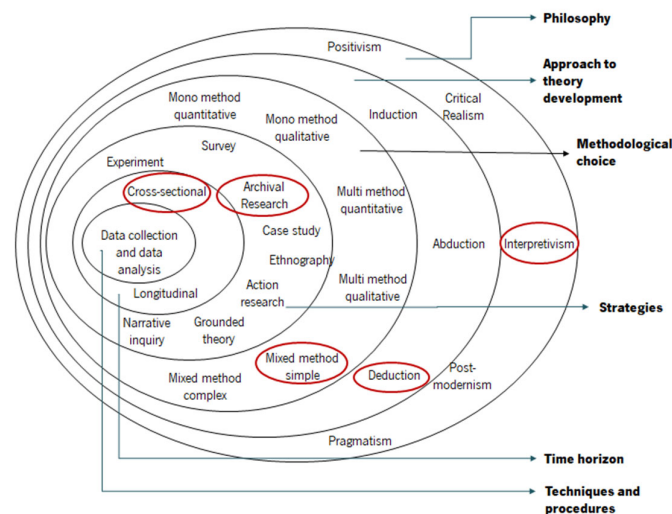 Philosophy
Positivism
Approach to
theory
development
Critical
Realism
Mono method
quantitative
Induction
Mono method
qualitative
Methodological
choice
Survey
Experiment
Cross-sectional
Archival
Research
Multi method
quantitative
Case study
Data collection
and data
analysis
Abduction
Interpretivism
Ethnography
Multi method
qualitative
Action
research
Longitudinal
Strategies
Narrative
inquiry
Grounded
theory
Mixed method
simple
Deduction
Post-
modernism
Mixed method
complex
Pragmatism
Time horizon
Techniques and
procedures